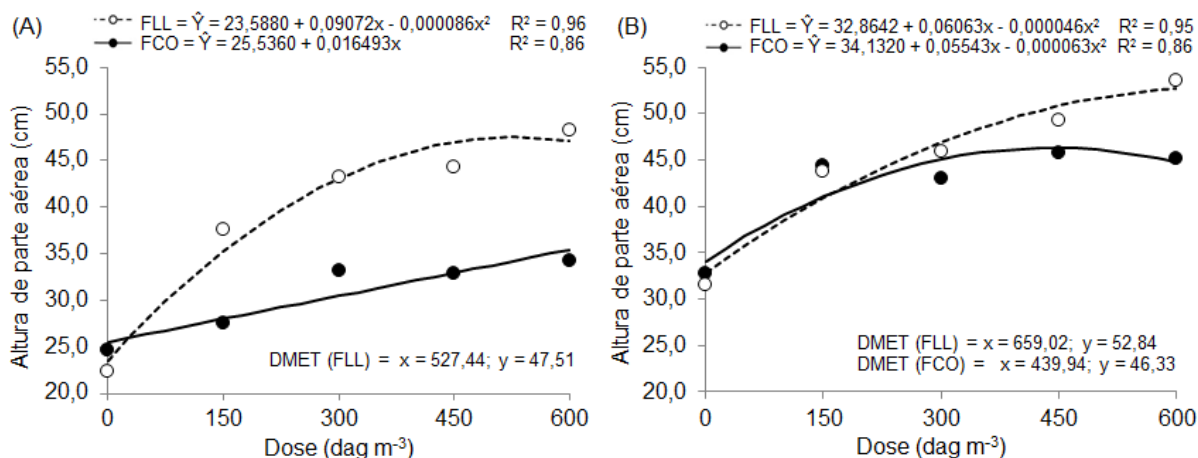 (A)
FLL = Ŷ = 23,5880 + 0,09072x - 0,000086x² R² = 0,96
FCO = Ŷ = 25,5360 + 0,016493x R² = 0,86
Altura de parte aérea (cm)
55,0
50,0
45,0
40,0
35,0
30,0
25,0
20,0
DMET (FLL) = x = 527,44; y = 47,51
0 150 300 450 600
Dose (dag m⁻³)
(B)
FLL = Ŷ = 32,8642 + 0,06063x - 0,000046x² R² = 0,95
FCO = Ŷ = 34,1320 + 0,05543x - 0,000063x² R² = 0,86
Altura de parte aérea (cm)
55,0
50,0
45,0
40,0
35,0
30,0
25,0
20,0
DMET (FLL) = x = 659,02; y = 52,84
DMET (FCO) = x = 439,94; y = 46,33
0 150 300 450 600
Dose (dag m⁻³)